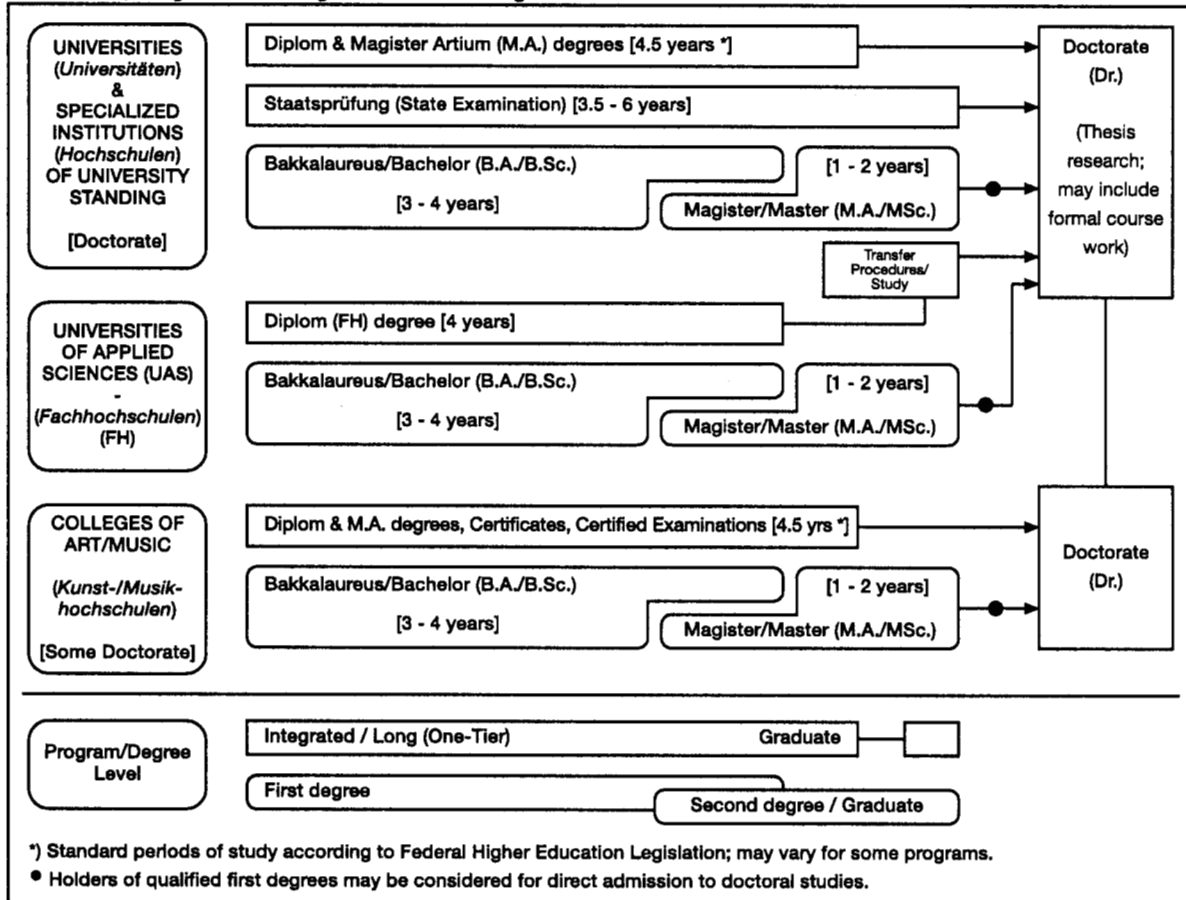 UNIVERSITIES
(Universitäten)
&
SPECIALIZED
INSTITUTIONS
(Hochschulen)
OF UNIVERSITY
STANDING
[Doctorate]
Diplom & Magister Artium (M.A.) degrees [4.5 years *]
Staatsprüfung (State Examination) [3.5 - 6 years]
Bakkalaureus/Bachelor (B.A./B.Sc.)
[3 - 4 years]
[1 - 2 years]
Magister/Master (M.A./MSc.)
Doctorate
(Dr.)
(Thesis
research;
may include
formal course
work)
Transfer
Procedures/
Study
UNIVERSITIES
OF APPLIED
SCIENCES (UAS)
-
(Fachhochschulen)
(FH)
Diplom (FH) degree [4 years]
Bakkalaureus/Bachelor (B.A./B.Sc.)
[3 - 4 years]
[1 - 2 years]
Magister/Master (M.A./MSc.)
COLLEGES OF
ART/MUSIC
(Kunst-/Musik-
hochschulen)
[Some Doctorate]
Diplom & M.A. degrees, Certificates, Certified Examinations [4.5 yrs *]
Bakkalaureus/Bachelor (B.A./B.Sc.)
[3 - 4 years]
[1 - 2 years]
Magister/Master (M.A./MSc.)
Doctorate
(Dr.)
Program/Degree
Level
Integrated / Long (One-Tier) Graduate
First degree
Second degree / Graduate
*) Standard periods of study according to Federal Higher Education Legislation; may vary for some programs.
● Holders of qualified first degrees may be considered for direct admission to doctoral studies.